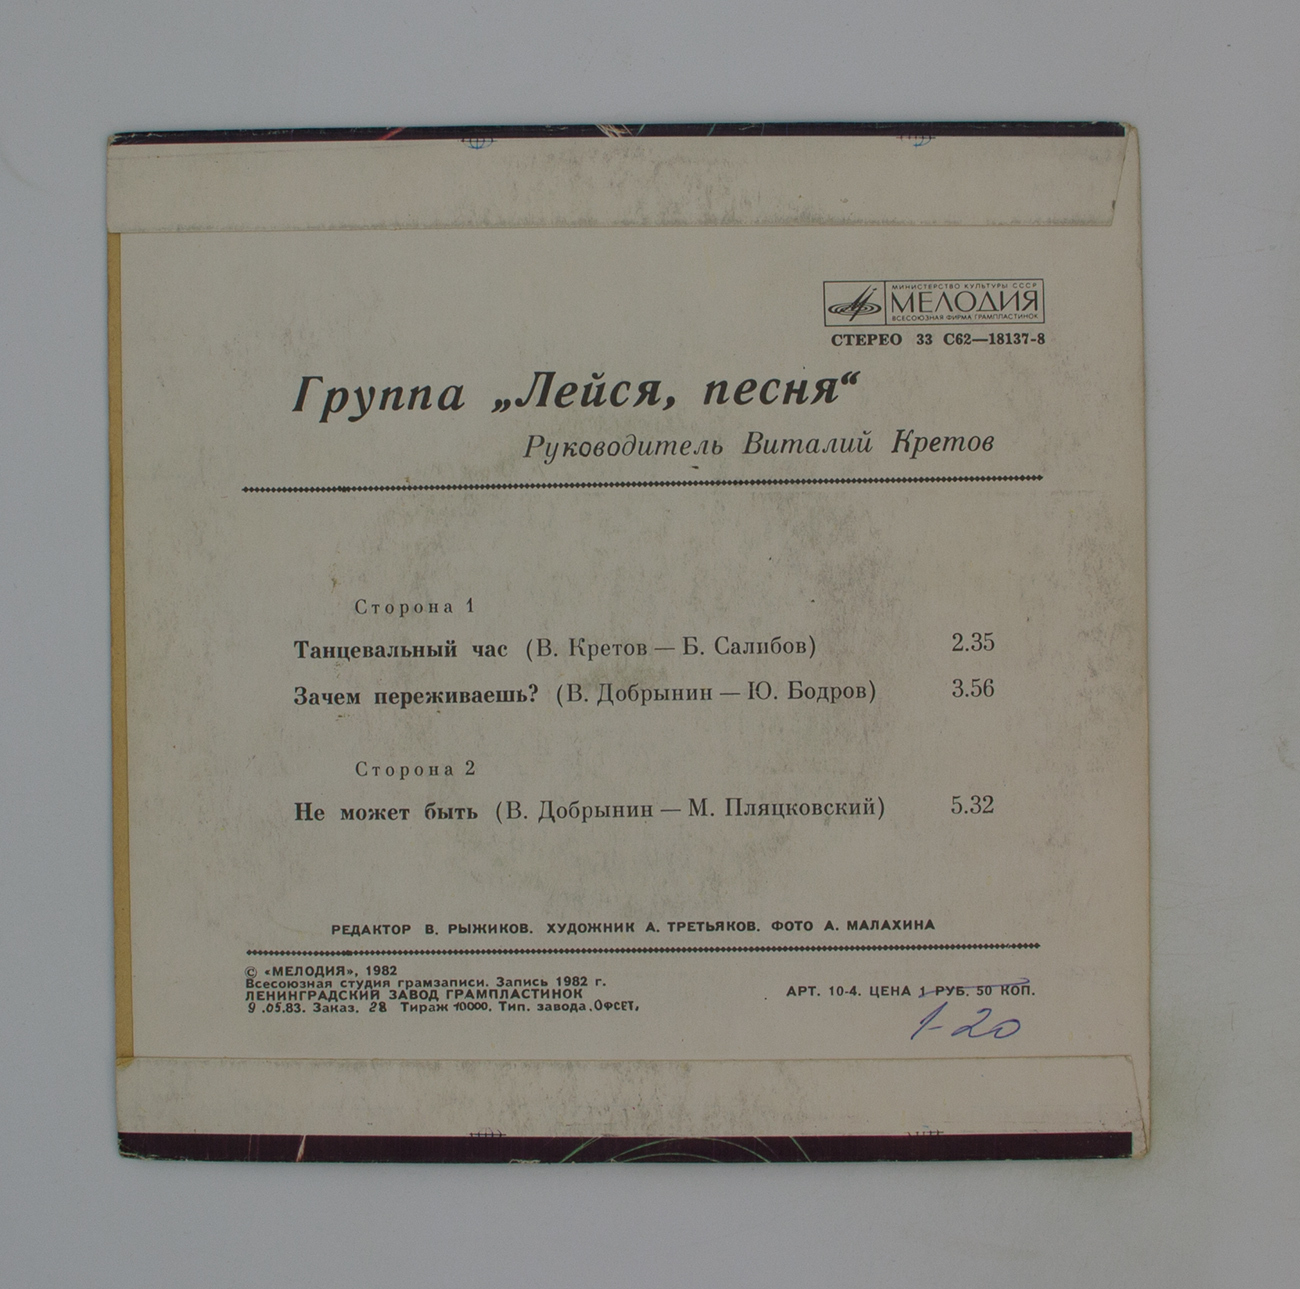 МИНИСТЕРСТВО КУЛЬТУРЫ СССР
МЕЛОДИЯ
ВСЕСОЮЗНАЯ ФИРМА ГРАМПЛАСТИНОК
СТЕРЕО 33 С62—18137-8
Группа „Лейся, песня“
Руководитель Виталий Кретов
Сторона 1
Танцевальный час (В. Кретов — Б. Салибов) 2.35
Зачем переживаешь? (В. Добрынин — Ю. Бодров) 3.56
Сторона 2
Не может быть (В. Добрынин — М. Пляцковский) 5.32
РЕДАКТОР В. РЫЖИКОВ. ХУДОЖНИК А. ТРЕТЬЯКОВ. ФОТО А. МАЛАХИНА
© «МЕЛОДИЯ», 1982
Всесоюзная студия грамзаписи. Запись 1982 г.
ЛЕНИНГРАДСКИЙ ЗАВОД ГРАМПЛАСТИНОК
9.05.83. Заказ. 28 Тираж 10000. Тип. завода. ОФСЕТ,
АРТ. 10-4. ЦЕНА 1 РУБ. 50 КОП.
1-20